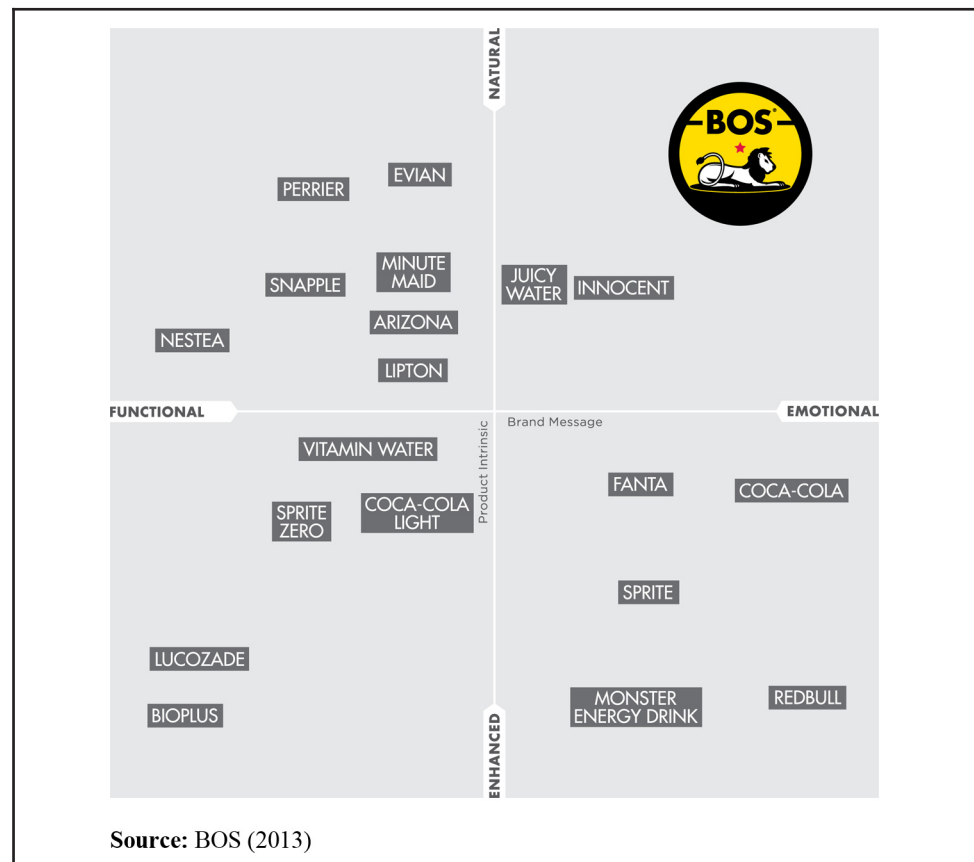 NATURAL
BOS
EVIAN
PERRIER
MINUTE
MAID
SNAPPLE
JUICY
WATER
INNOCENT
ARIZONA
NESTEA
LIPTON
FUNCTIONAL
EMOTIONAL
Brand Message
Product Intrinsic
VITAMIN WATER
FANTA
COCA-COLA
COCA-COLA
LIGHT
SPRITE
ZERO
SPRITE
LUCOZADE
BIOPLUS
MONSTER
ENERGY DRINK
REDBULL
ENHANCED
Source: BOS (2013)